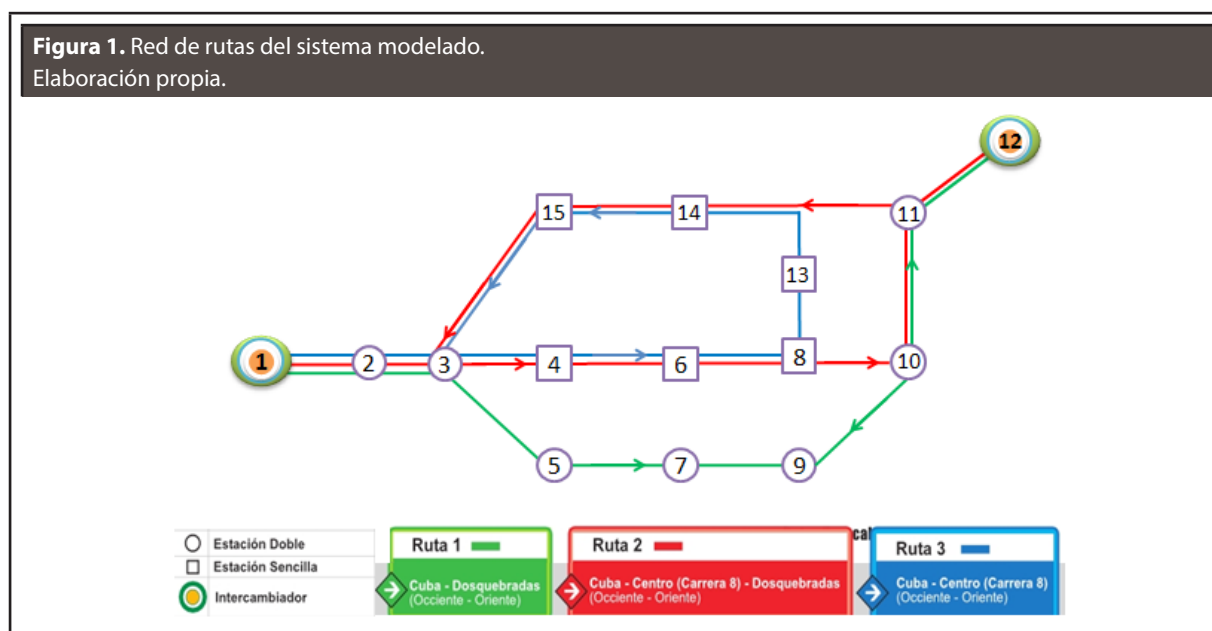 Figura 1. Red de rutas del sistema modelado.
Elaboración propia.
12
15
14
11
13
1
2
3
4
6
8
10
5
7
9
Estación Doble
Estación Sencilla
Intercambiador
Ruta 1
Cuba - Dosquebradas
(Occiente - Oriente)
Ruta 2
Cuba - Centro (Carrera 8) - Dosquebradas
(Occiente - Oriente)
cal
Ruta 3
Cuba - Centro (Carrera 8)
(Occiente - Oriente)